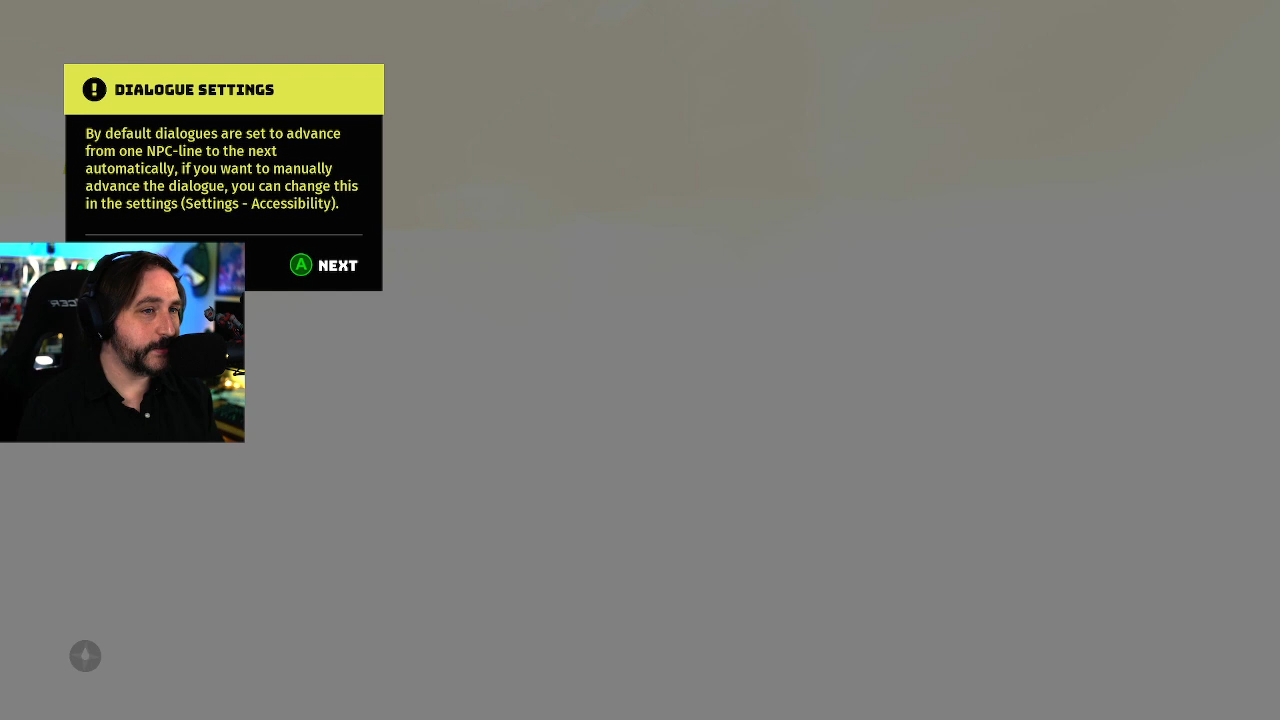 DIALOGUE SETTINGS
By default dialogues are set to advance
from one NPC-line to the next
automatically, if you want to manually
advance the dialogue, you can change this
in the settings (Settings - Accessibility).
A NEXT